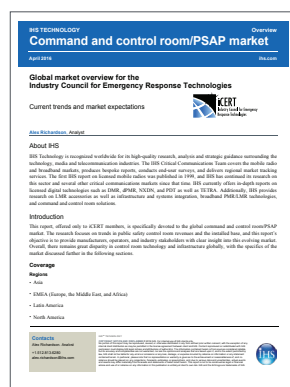 IHS TECHNOLOGY Overview
Command and control room/PSAP market
April 2016 ihs.com
Global market overview for the
Industry Council for Emergency Response Technologies
Current trends and market expectations
iCERT
Industry Council for Emergency
Response Technologies
Alex Richardson, Analyst
About IHS
IHS Technology is recognised worldwide for its high-quality research, analysis and strategic guidance surrounding the
technology, media and telecommunication industries. The IHS Critical Communications Team covers the mobile radio
and broadband markets, produces bespoke reports, conducts end-user surveys, and delivers regional market tracking
services. The first IHS report on licensed mobile radios was published in 1999, and IHS has continued its research on
this sector and several other critical communications markets since that time. IHS currently offers in-depth reports on
licensed digital technologies such as DMR, dPMR, NXDN, and PDT as well as TETRA. Additionally, IHS provides
research on LMR accessories as well as infrastructure and systems integration, broadband PMR/LTE technologies,
and command and control room solutions.
Introduction
This report, offered only to iCERT members, is specifically devoted to the global command and control room/PSAP
market. The research focuses on trends in public safety control room revenues and the installed base, and this report's
objective is to provide manufacturers, operators, and industry stakeholders with clear insight into this evolving market.
Overall, there remains great disparity in control room technology and infrastructure globally, with the specifics of the
market discussed further in the following sections.
Coverage
Regions
• Asia
• EMEA (Europe, the Middle East, and Africa)
• Latin America
• North America
Contacts
Alex Richardson, Analyst
IHS